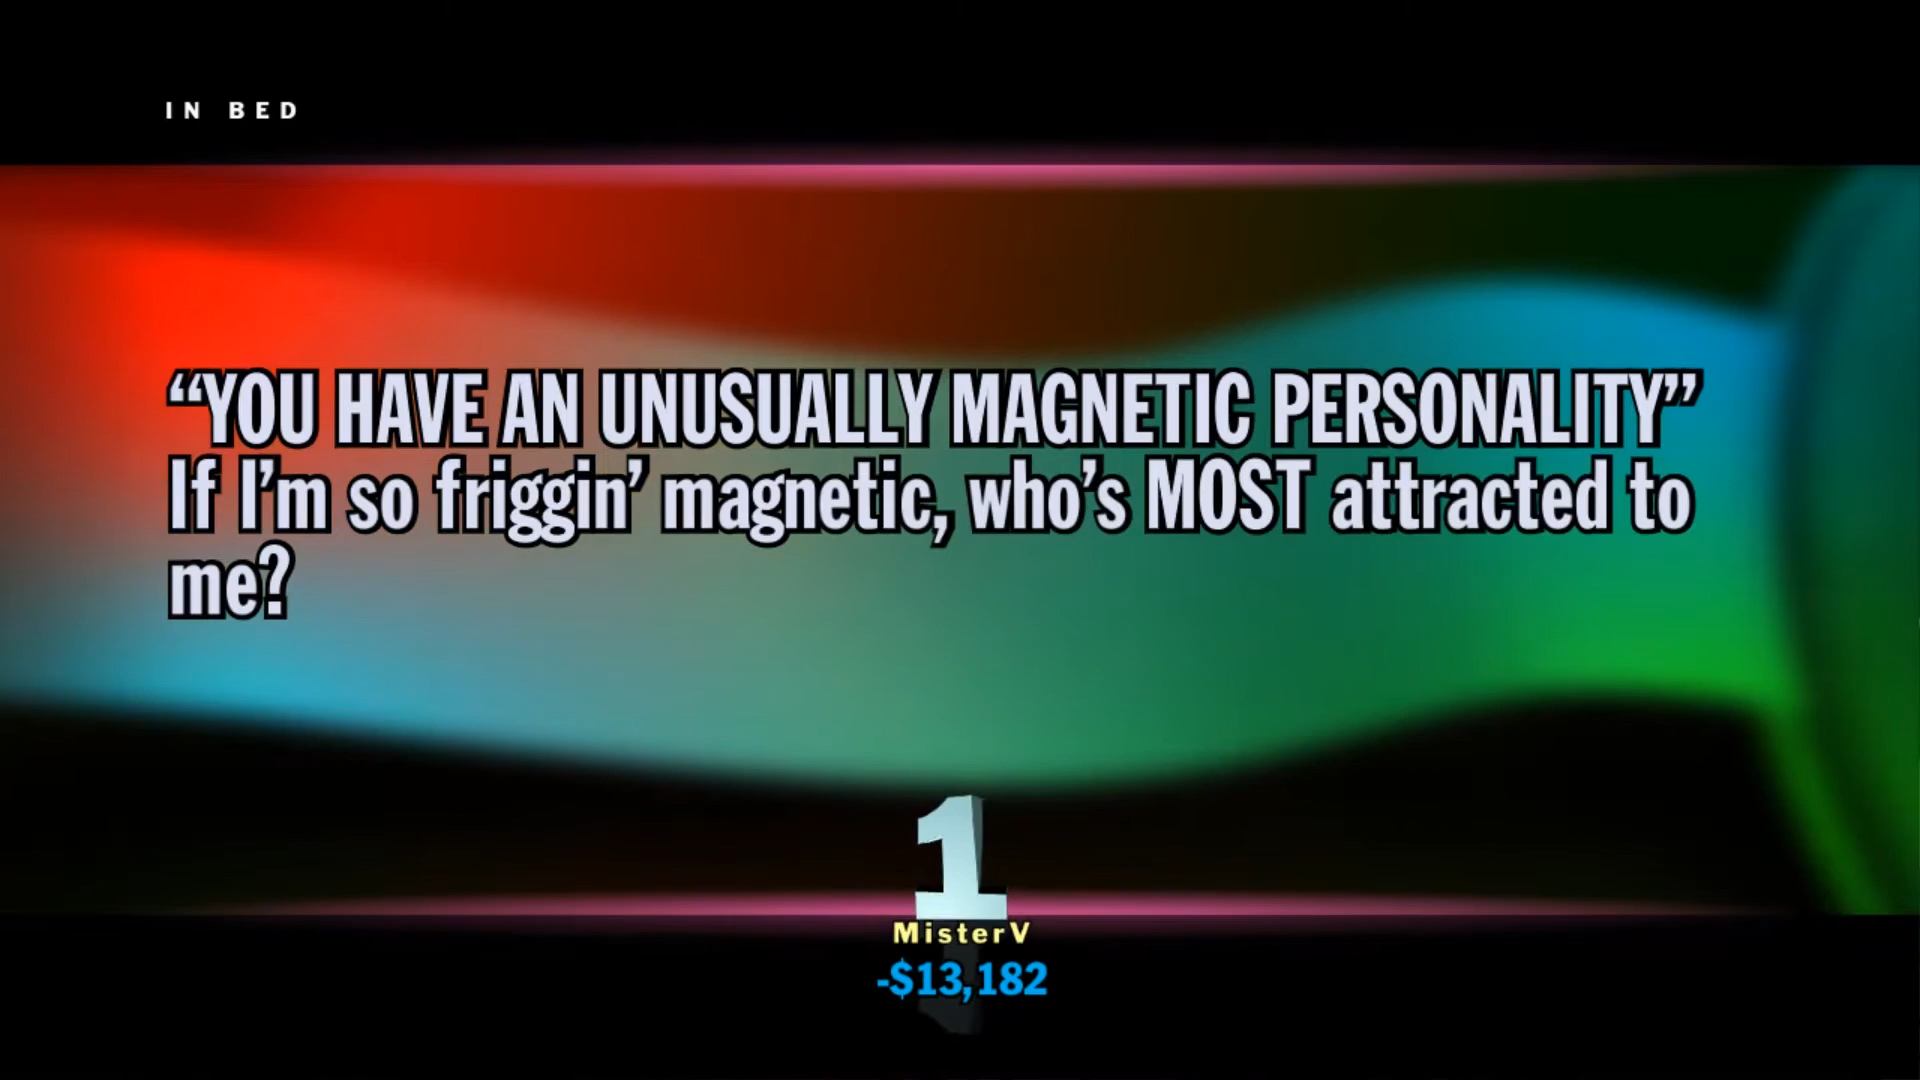 IN BED
“YOU HAVE AN UNUSUALLY MAGNETIC PERSONALITY”
If I’m so friggin’ magnetic, who’s MOST attracted to
me?
1
MisterV
-$13,182